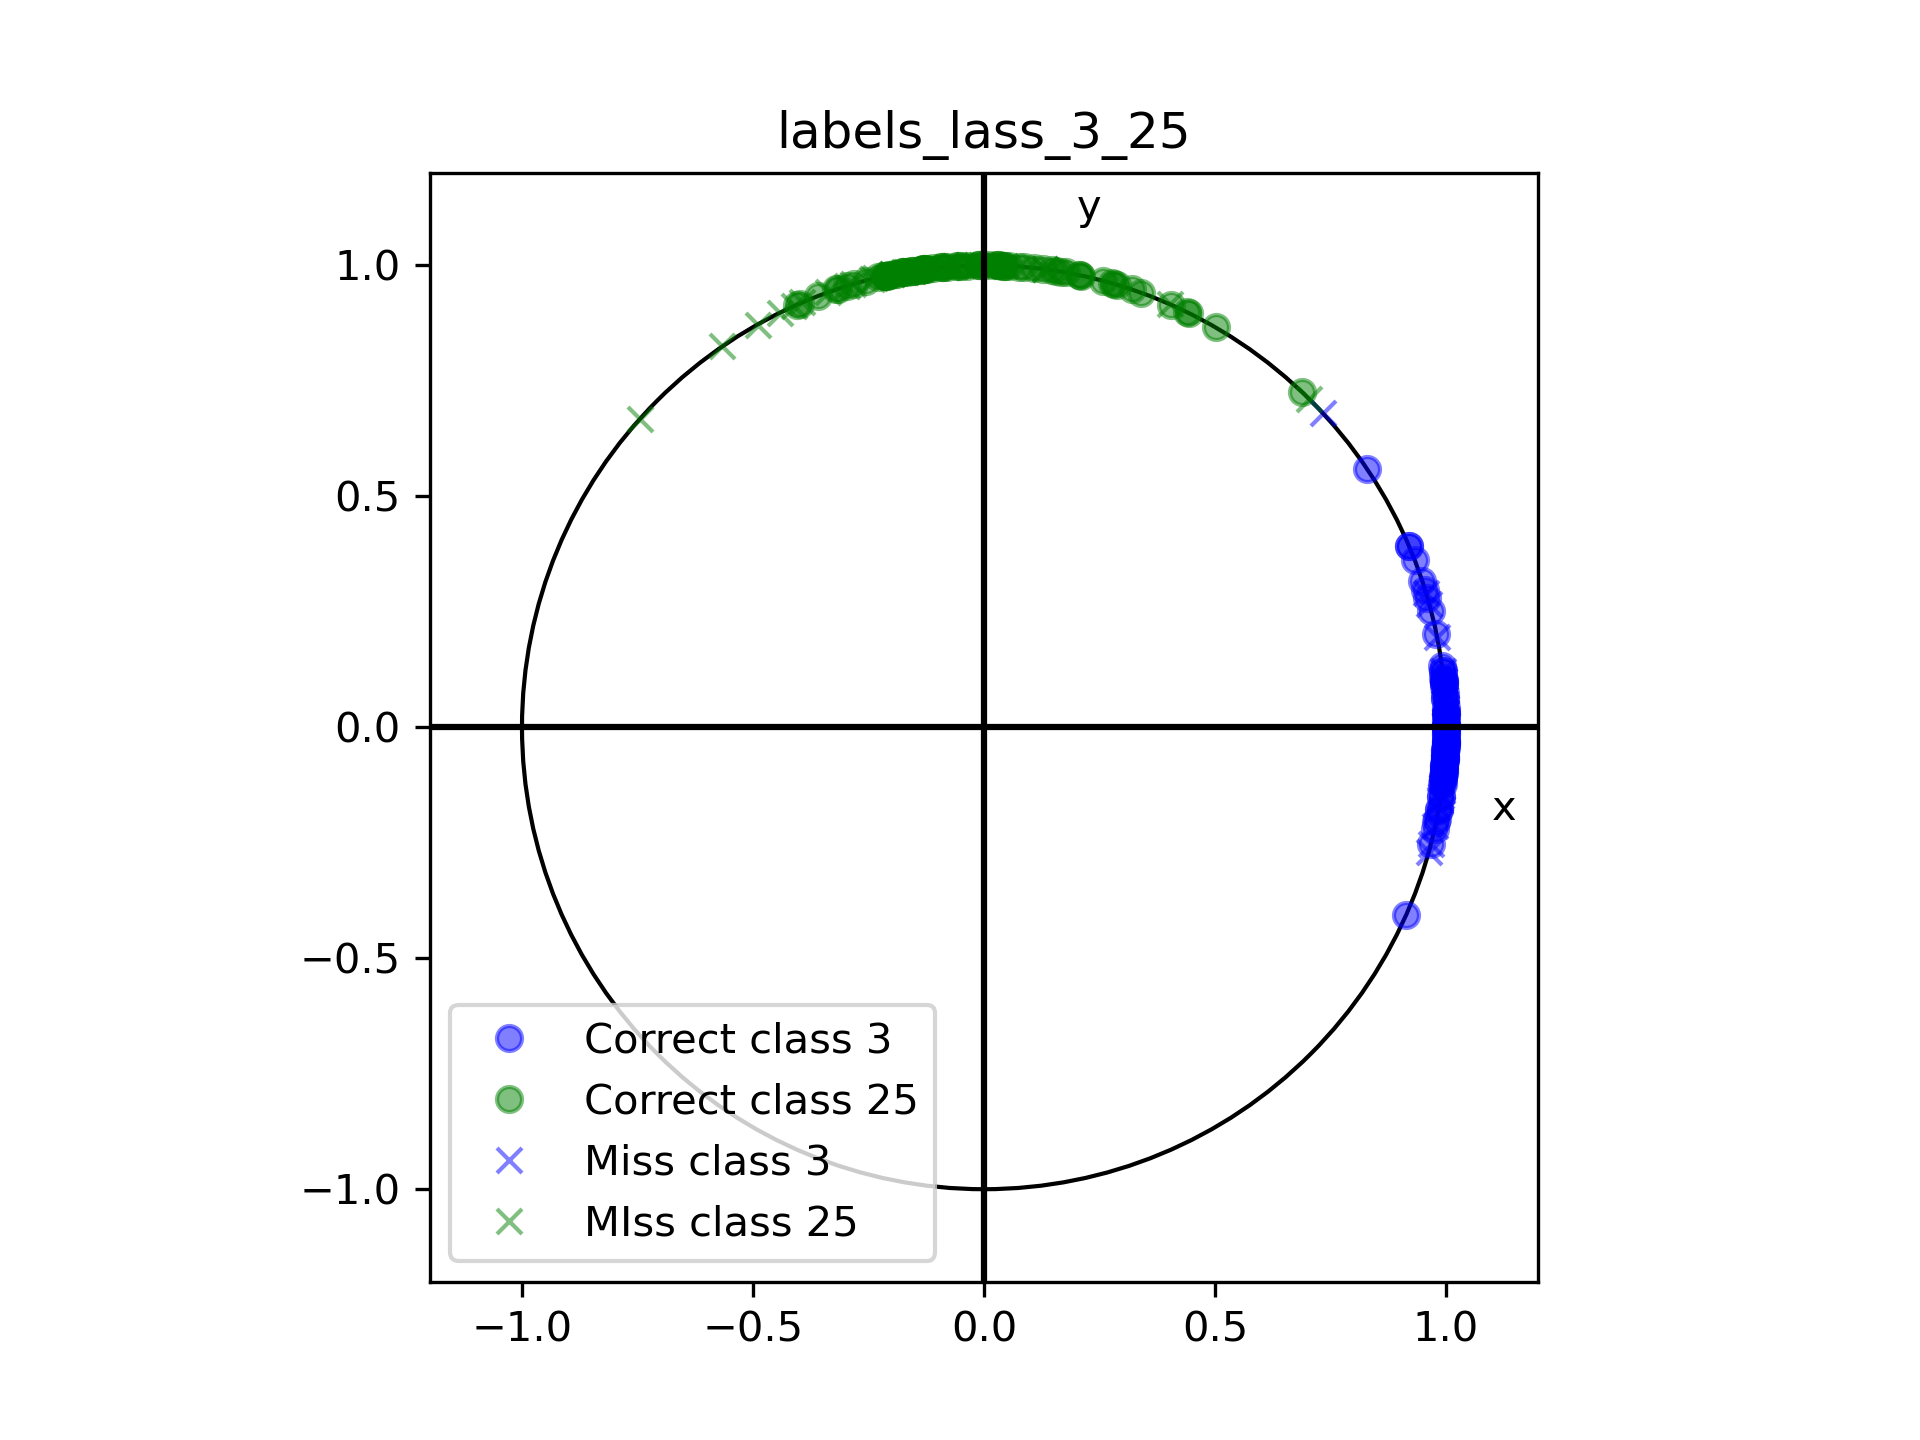 labels_lass_3_25
y
1.0
0.5
0.0
x
−0.5
−1.0
Correct class 3
Correct class 25
Miss class 3
MIss class 25
−1.0 −0.5 0.0 0.5 1.0